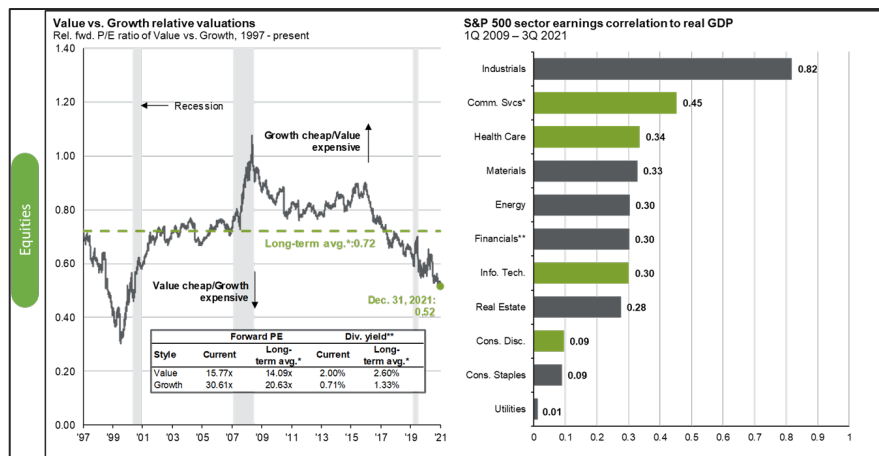 Equities
Value vs. Growth relative valuations
Rel. fwd. P/E ratio of Value vs. Growth, 1997 - present
1.40
1.20
1.00
0.80
0.60
0.40
0.20
0.00
Recession
Growth cheap/Value
expensive
Long-term avg.*:0.72
Value cheap/Growth
expensive
Dec. 31, 2021:
0.52
Forward PE Div. yield**
Style Current Long-term avg.* Current Long-term avg.*
Value 15.77x 14.09x 2.00% 2.60%
Growth 30.61x 20.63x 0.71% 1.33%
'97 '99 '01 '03 '05 '07 '09 '11 '13 '15 '17 '19 '21
S&P 500 sector earnings correlation to real GDP
1Q 2009 – 3Q 2021
Industrials 0.82
Comm. Svcs* 0.45
Health Care 0.34
Materials 0.33
Energy 0.30
Financials** 0.30
Info. Tech. 0.30
Real Estate 0.28
Cons. Disc. 0.09
Cons. Staples 0.09
Utilities 0.01
0 0.1 0.2 0.3 0.4 0.5 0.6 0.7 0.8 0.9 1